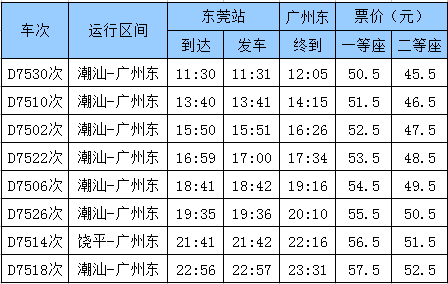 车次 运行区间 东莞站 广州东 票价（元）
到达 发车 终到 一等座 二等座
D7530次 潮汕-广州东 11:30 11:31 12:05 50.5 45.5
D7510次 潮汕-广州东 13:40 13:41 14:15 51.5 46.5
D7502次 潮汕-广州东 15:50 15:51 16:26 52.5 47.5
D7522次 潮汕-广州东 16:59 17:00 17:34 53.5 48.5
D7506次 潮汕-广州东 18:41 18:42 19:16 54.5 49.5
D7526次 潮汕-广州东 19:35 19:36 20:10 55.5 50.5
D7514次 饶平-广州东 21:41 21:42 22:16 56.5 51.5
D7518次 潮汕-广州东 22:56 22:57 23:31 57.5 52.5